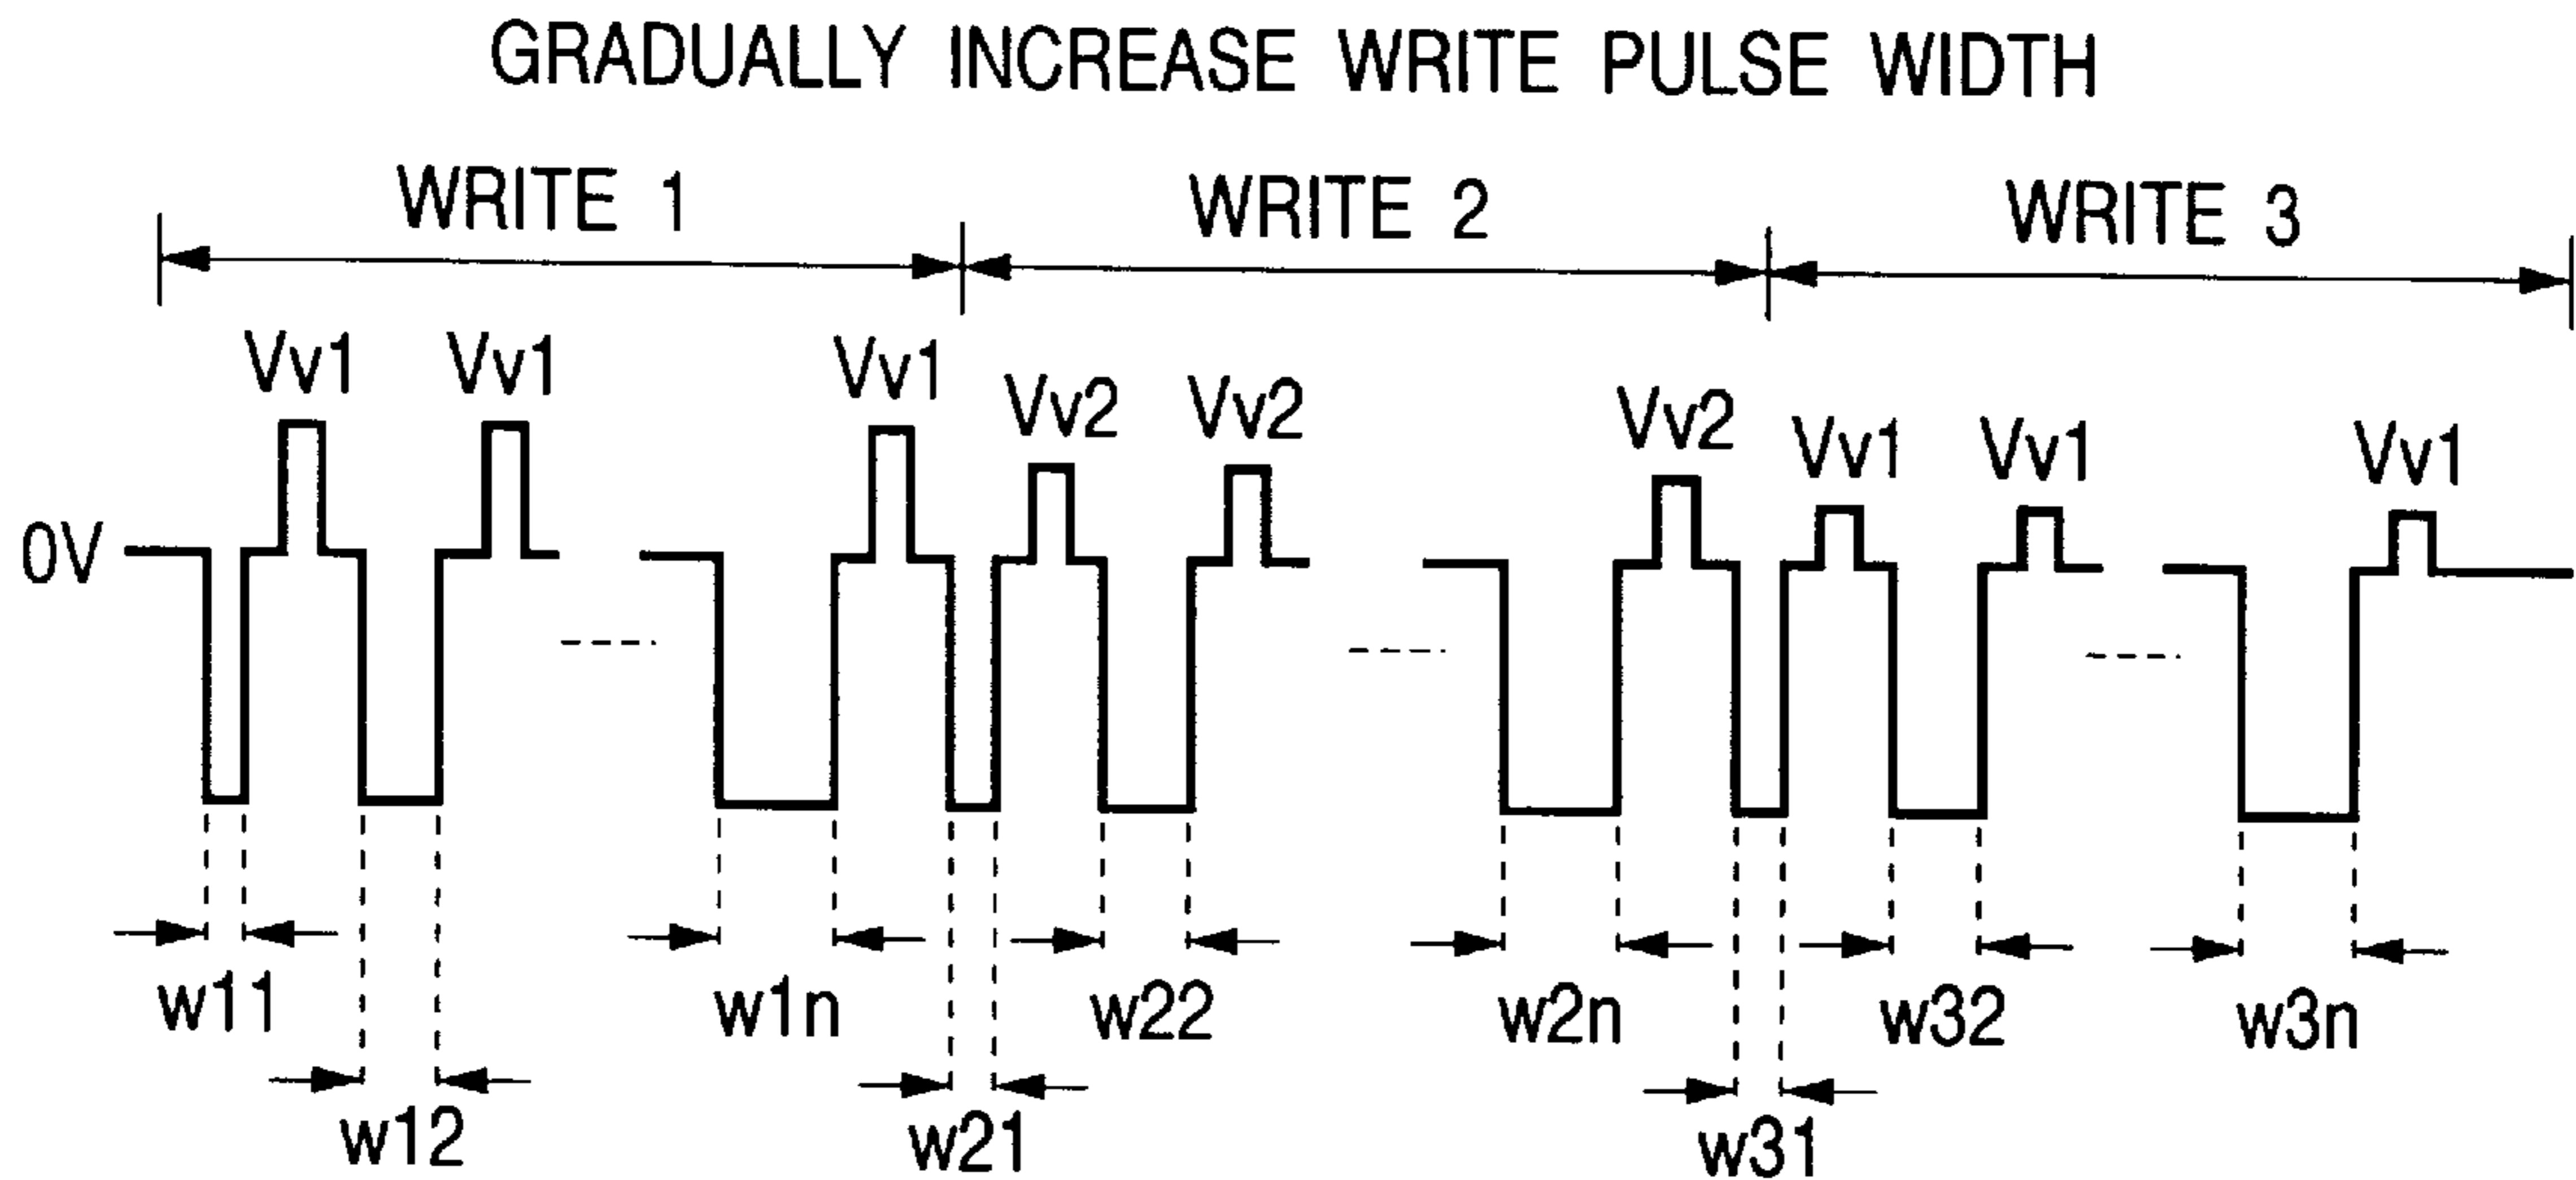 GRADUALLY INCREASE WRITE PULSE WIDTH
WRITE 1 WRITE 2 WRITE 3
Vv1 Vv1 Vv1 Vv2 Vv2 Vv2 Vv1 Vv1 Vv1
0V
w11 w1n w22 w2n w32 w3n
w12 w21 w31